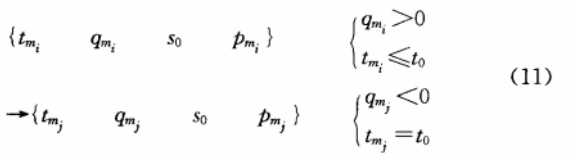 {t_{m_i} q_{m_i} s_0 p_{m_i}} { q_{m_i}>0
t_{m_i}≤t_0
(11)
→{t_{m_j} q_{m_j} s_0 p_{m_j}} { q_{m_j}<0
t_{m_j}=t_0